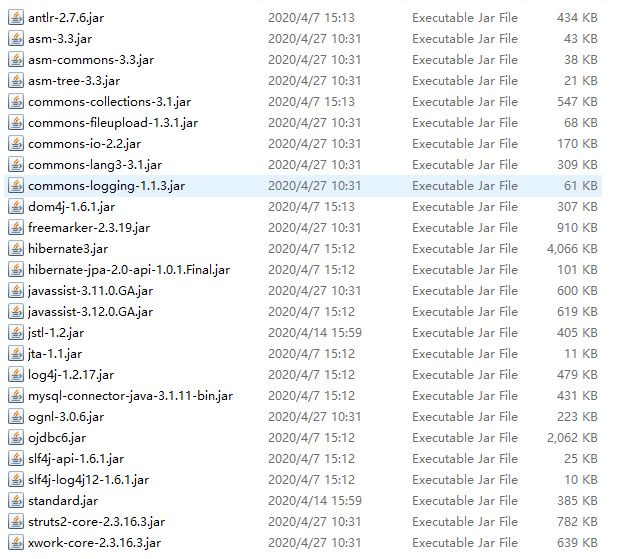 antlr-2.7.6.jar 2020/4/7 15:13 Executable Jar File 434 KB
asm-3.3.jar 2020/4/27 10:31 Executable Jar File 43 KB
asm-commons-3.3.jar 2020/4/27 10:31 Executable Jar File 38 KB
asm-tree-3.3.jar 2020/4/27 10:31 Executable Jar File 21 KB
commons-collections-3.1.jar 2020/4/7 15:13 Executable Jar File 547 KB
commons-fileupload-1.3.1.jar 2020/4/27 10:31 Executable Jar File 68 KB
commons-io-2.2.jar 2020/4/27 10:31 Executable Jar File 170 KB
commons-lang3-3.1.jar 2020/4/27 10:31 Executable Jar File 309 KB
commons-logging-1.1.3.jar 2020/4/27 10:31 Executable Jar File 61 KB
dom4j-1.6.1.jar 2020/4/7 15:13 Executable Jar File 307 KB
freemarker-2.3.19.jar 2020/4/27 10:31 Executable Jar File 910 KB
hibernate3.jar 2020/4/7 15:12 Executable Jar File 4,066 KB
hibernate-jpa-2.0-api-1.0.1.Final.jar 2020/4/7 15:12 Executable Jar File 101 KB
javassist-3.11.0.GA.jar 2020/4/27 10:31 Executable Jar File 600 KB
javassist-3.12.0.GA.jar 2020/4/7 15:12 Executable Jar File 619 KB
jstl-1.2.jar 2020/4/14 15:59 Executable Jar File 405 KB
jta-1.1.jar 2020/4/7 15:12 Executable Jar File 11 KB
log4j-1.2.17.jar 2020/4/7 15:12 Executable Jar File 479 KB
mysql-connector-java-3.1.11-bin.jar 2020/4/7 15:12 Executable Jar File 431 KB
ognl-3.0.6.jar 2020/4/27 10:31 Executable Jar File 223 KB
ojdbc6.jar 2020/4/7 15:12 Executable Jar File 2,062 KB
slf4j-api-1.6.1.jar 2020/4/7 15:12 Executable Jar File 25 KB
slf4j-log4j12-1.6.1.jar 2020/4/7 15:12 Executable Jar File 10 KB
standard.jar 2020/4/14 15:59 Executable Jar File 385 KB
struts2-core-2.3.16.3.jar 2020/4/27 10:31 Executable Jar File 782 KB
xwork-core-2.3.16.3.jar 2020/4/27 10:31 Executable Jar File 639 KB